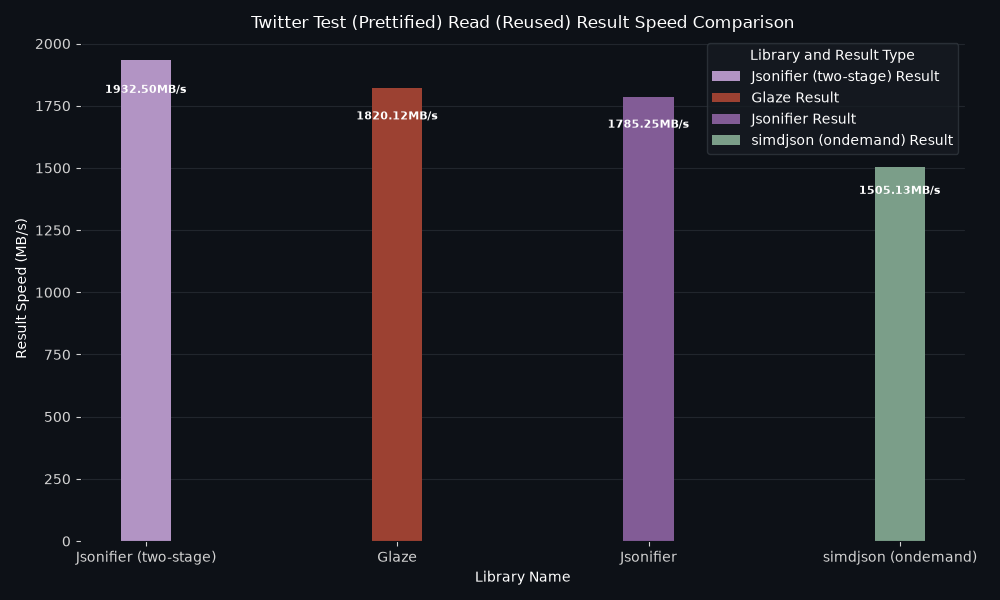 Twitter Test (Prettified) Read (Reused) Result Speed Comparison
Library and Result Type
Jsonifier (two-stage) Result
Glaze Result
Jsonifier Result
simdjson (ondemand) Result
Result Speed (MB/s)
2000
1750
1500
1250
1000
750
500
250
0
1932.50MB/s
1820.12MB/s
1785.25MB/s
1505.13MB/s
Jsonifier (two-stage)
Glaze
Jsonifier
simdjson (ondemand)
Library Name